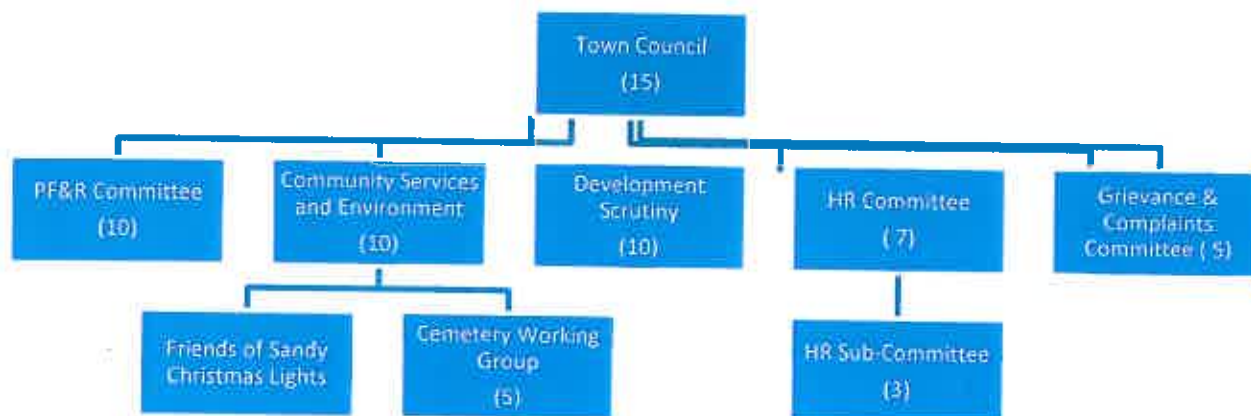 Town Council
(15)
PF&R Committee
(10)
Community Services
and Environment
(10)
Development
Scrutiny
(10)
HR Committee
( 7)
Grievance &
Complaints
Committee ( 5)
Friends of Sandy
Christmas Lights
Cemetery Working
Group
(5)
HR Sub-Committee
(3)